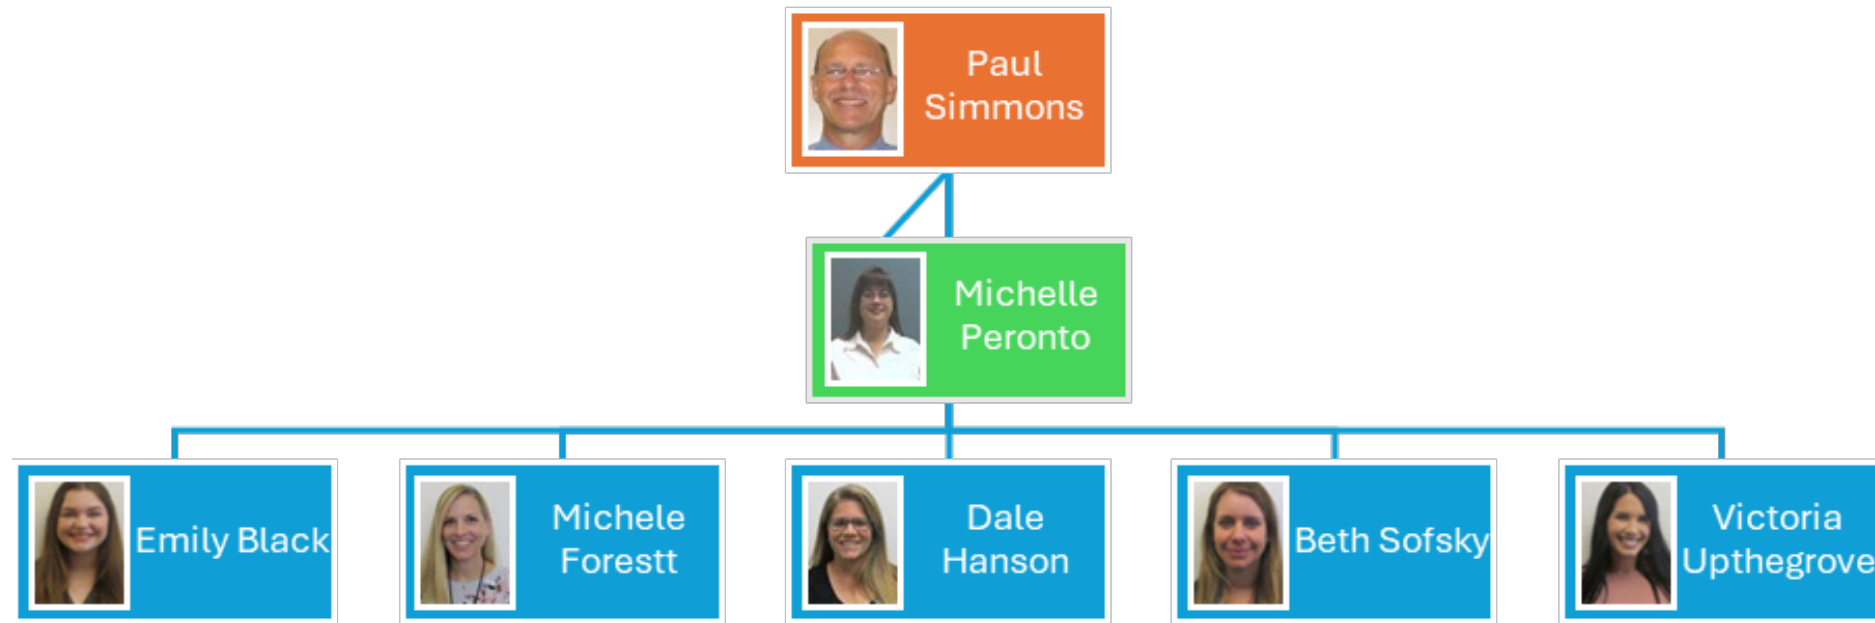 Paul
Simmons
Michelle
Peronto
Emily Black
Michele
Forestt
Dale
Hanson
Beth Sofsky
Victoria
Upthegrove